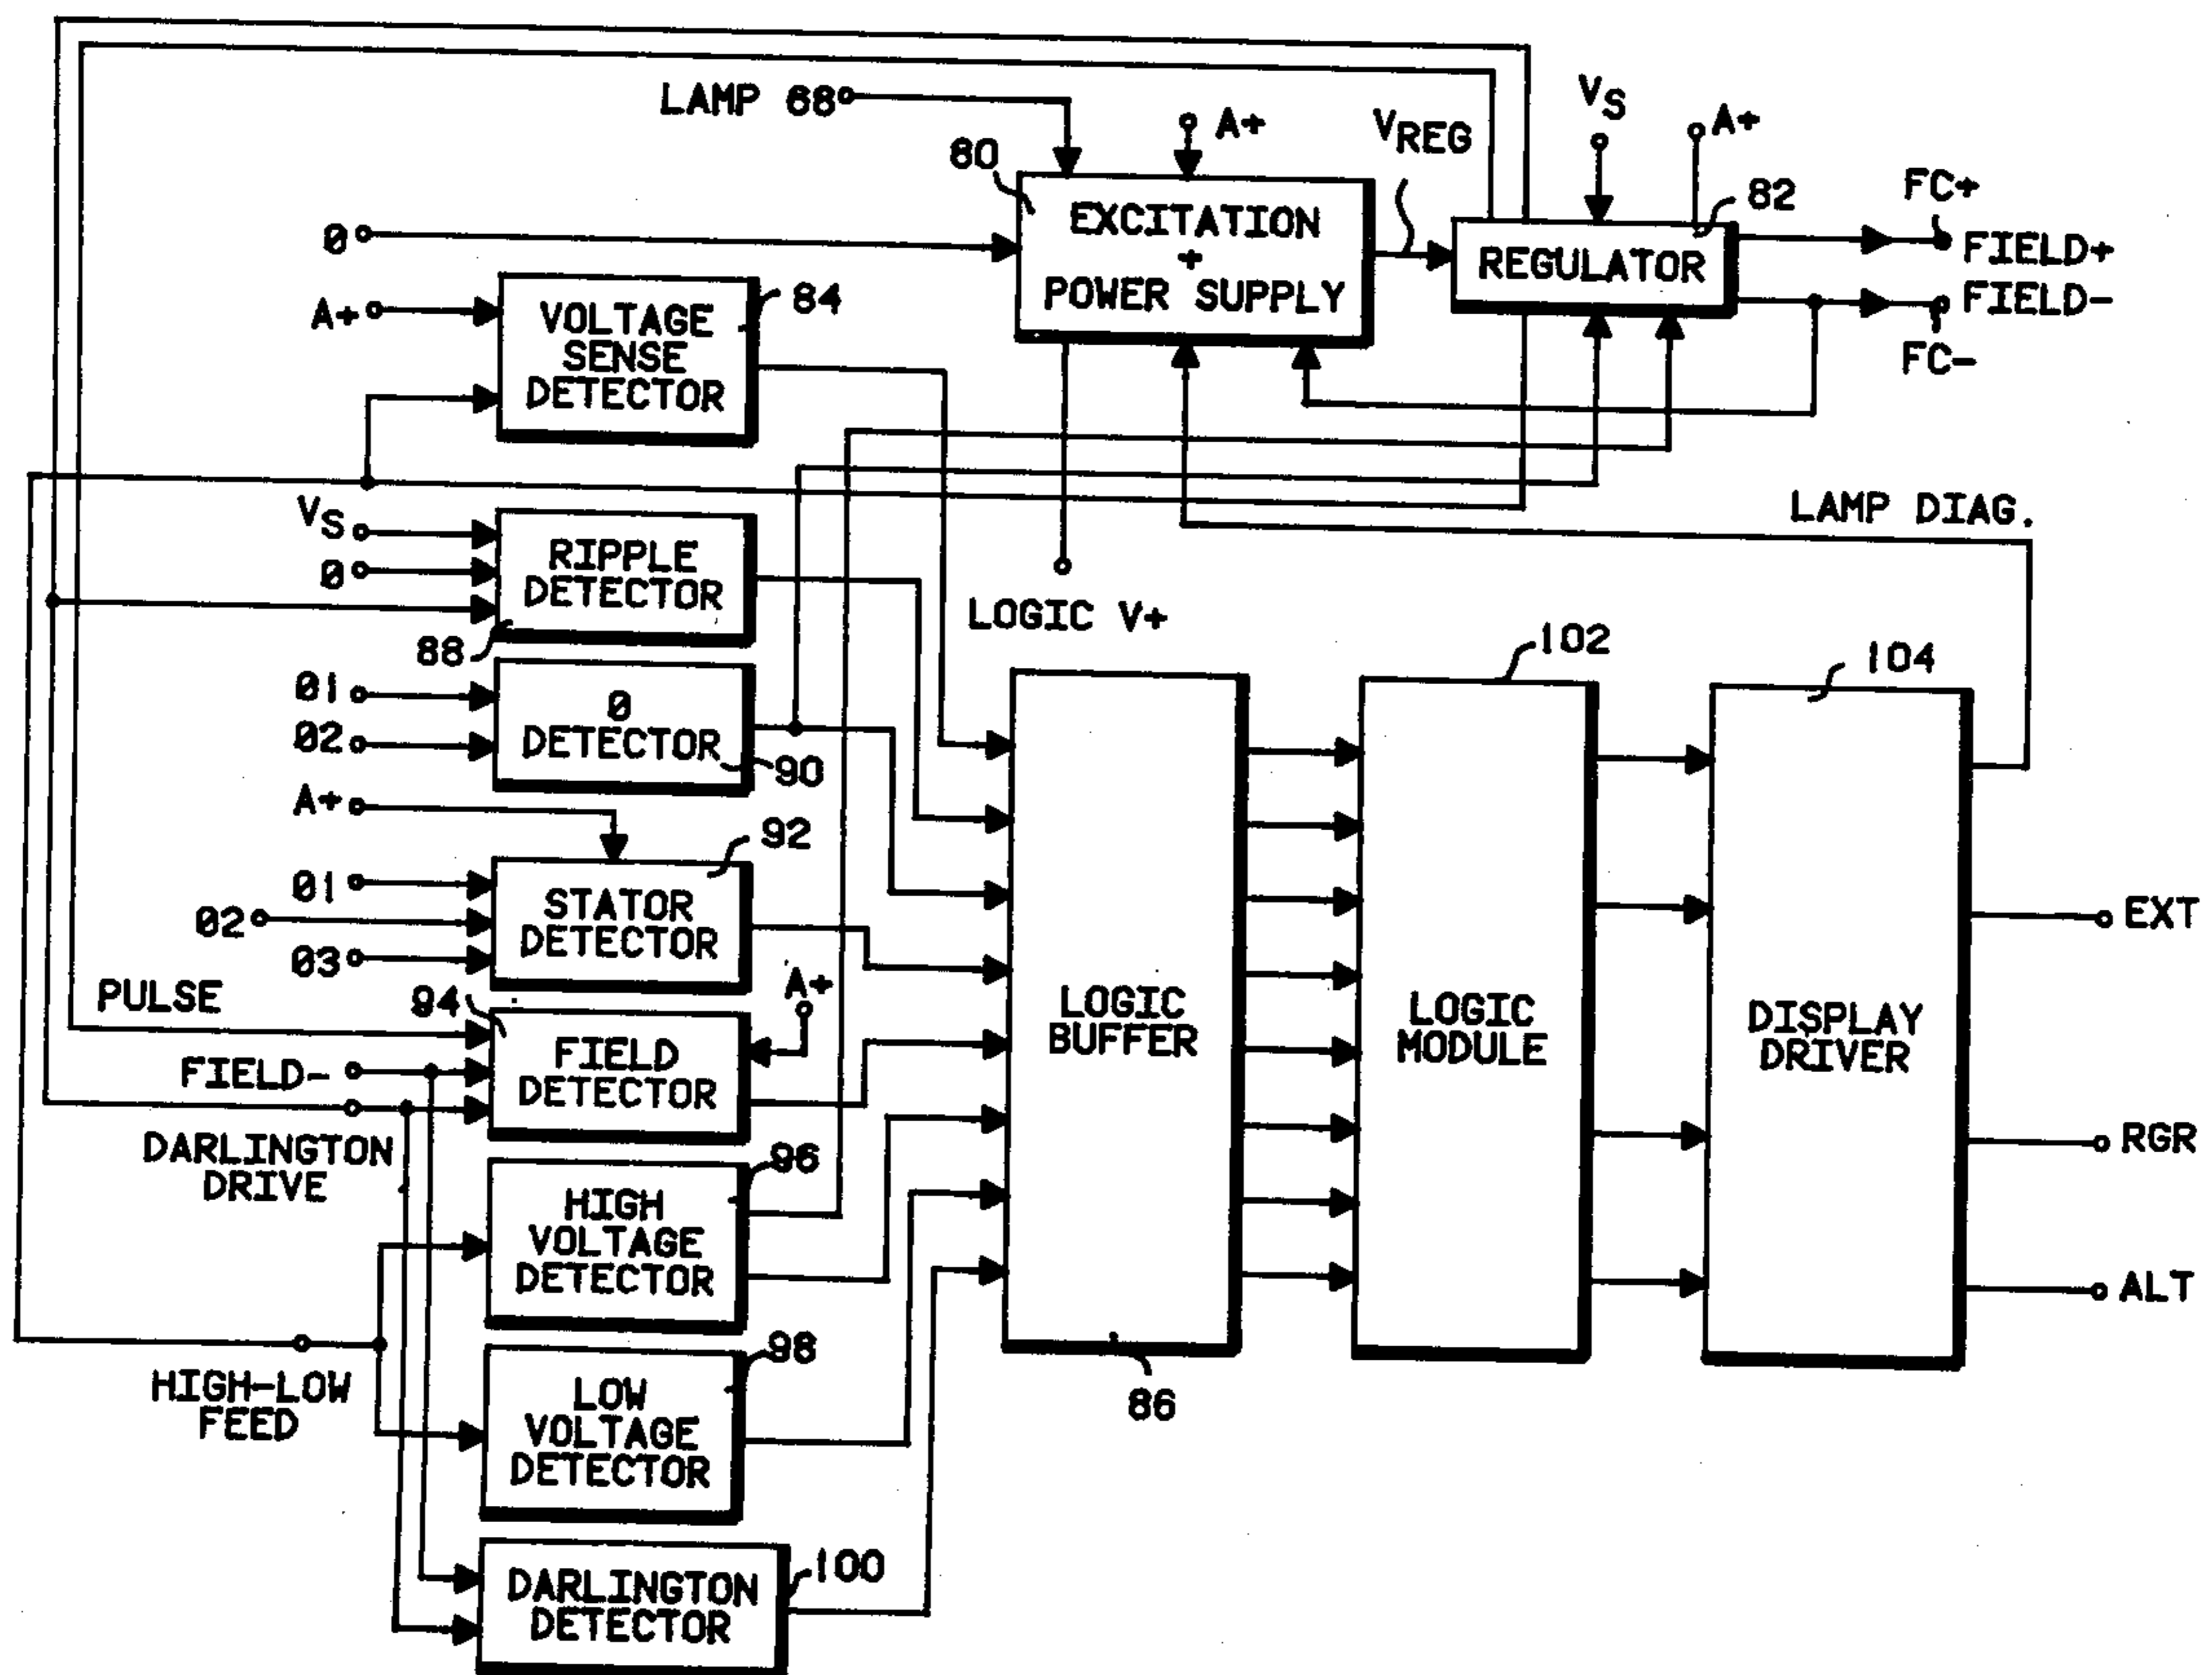 LAMP 68
A+
VREG
VS
A+
80
82
FC+
EXCITATION
+
POWER SUPPLY
REGULATOR
FIELD+
FIELD-
FC-
Ø
A+
VOLTAGE
SENSE
DETECTOR
84
LAMP DIAG.
VS
Ø
RIPPLE
DETECTOR
88
LOGIC V+
Ø1
Ø2
Ø
DETECTOR
90
102
104
A+
92
Ø1
Ø2
Ø3
STATOR
DETECTOR
EXT
PULSE
94
A+
FIELD-
FIELD
DETECTOR
LOGIC
BUFFER
LOGIC
MODULE
DISPLAY
DRIVER
DARLINGTON
DRIVE
96
RGR
HIGH
VOLTAGE
DETECTOR
ALT
HIGH-LOW
FEED
98
LOW
VOLTAGE
DETECTOR
86
DARLINGTON
DETECTOR
100